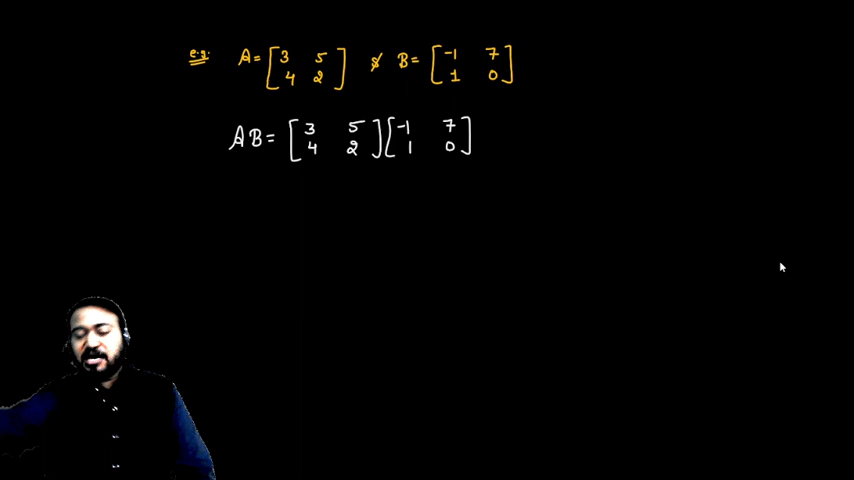 e.g. A = [3 5 & B = [-1 7
4 2] 1 0]
AB = [3 5] [-1 7]
4 2 1 0